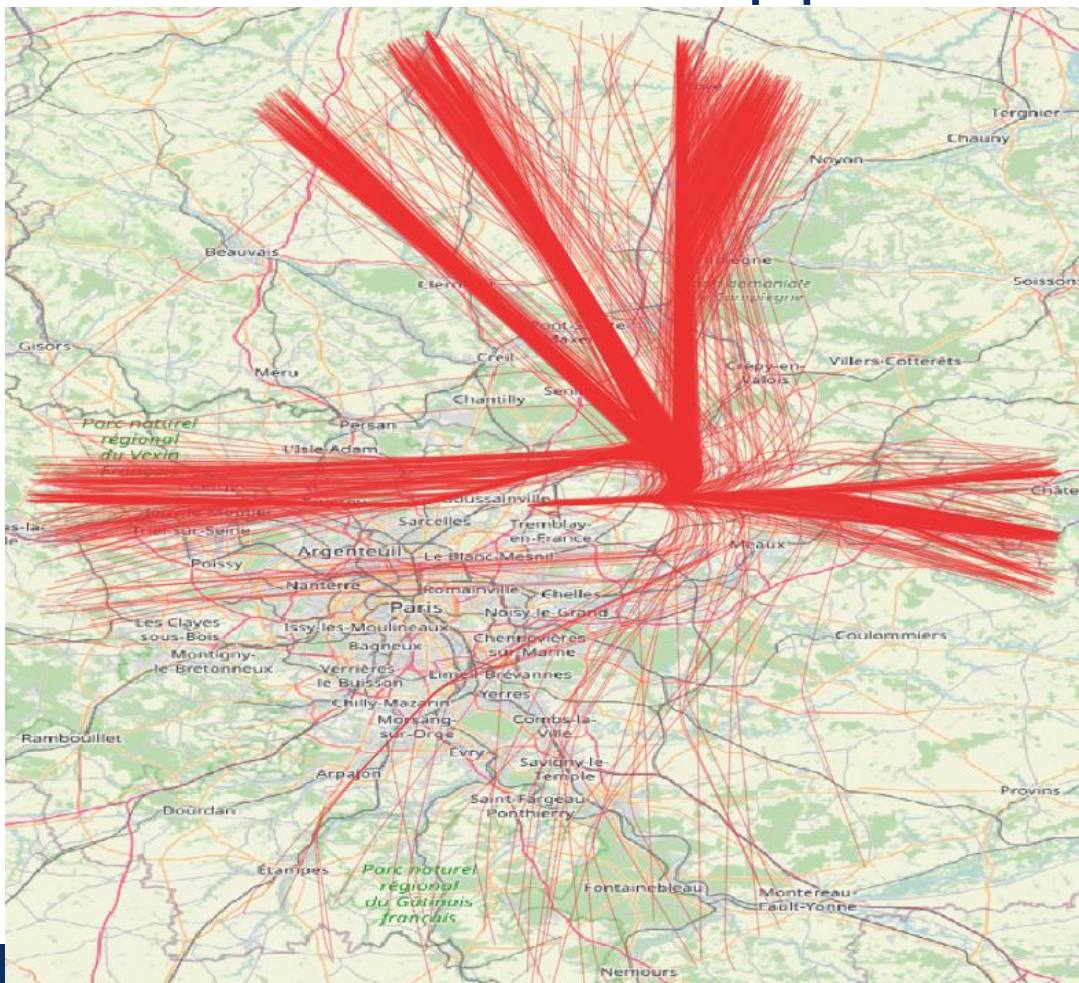 Tergnier
Chauny
Noyon
Beauvais
Soissons
Gisors
Creil
Villers-Cotterêts
Crépy-en-
Valois
Méru
Chantilly
Persan
Parc naturel
régional
du Vexin
L'Isle-Adam
Sarcelles
Tremblay-
en-France
Meaux
Argenteuil
Le Blanc-Mesnil
Poissy
Nanterre
Romainville
Chelles
Paris
Noisy-le-Grand
Les Clayes
sous-Bois
Issy-les-Moulineaux
Chennevières
sur-Marne
Coulommiers
Bagneux
Montigny-
le-Bretonneux
Verrières-
le-Buisson
Limeil-Brévannes
Yerres
Chilly-Mazarin
Morsang-
sur-Orge
Combs-la-
Ville
Rambouillet
Évry
Savigny-le-
Temple
Arpajon
Provins
Saint-Fargeau-
Ponthierry
Dourdan
Étampes
Parc naturel
régional
du Gâtinais
français
Fontainebleau
Montereau-
Fault-Yonne
Nemours